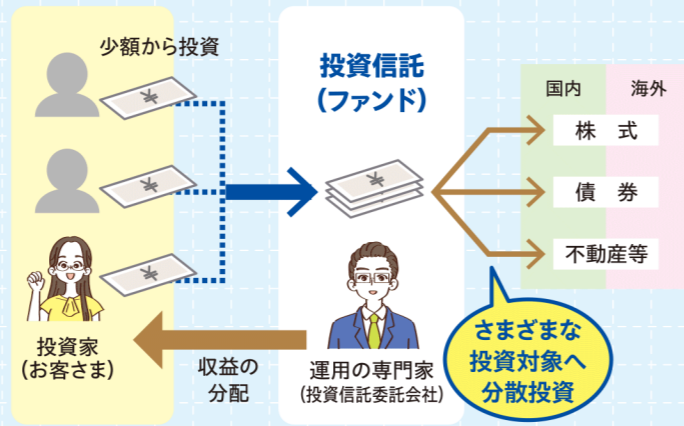 少額から投資
¥
¥
¥
投資家
(お客さま)
投資信託
(ファンド)
¥
運用の専門家
(投資信託委託会社)
収益の
分配
国内
海外
株 式
債 券
不動産等
さまざまな
投資対象へ
分散投資